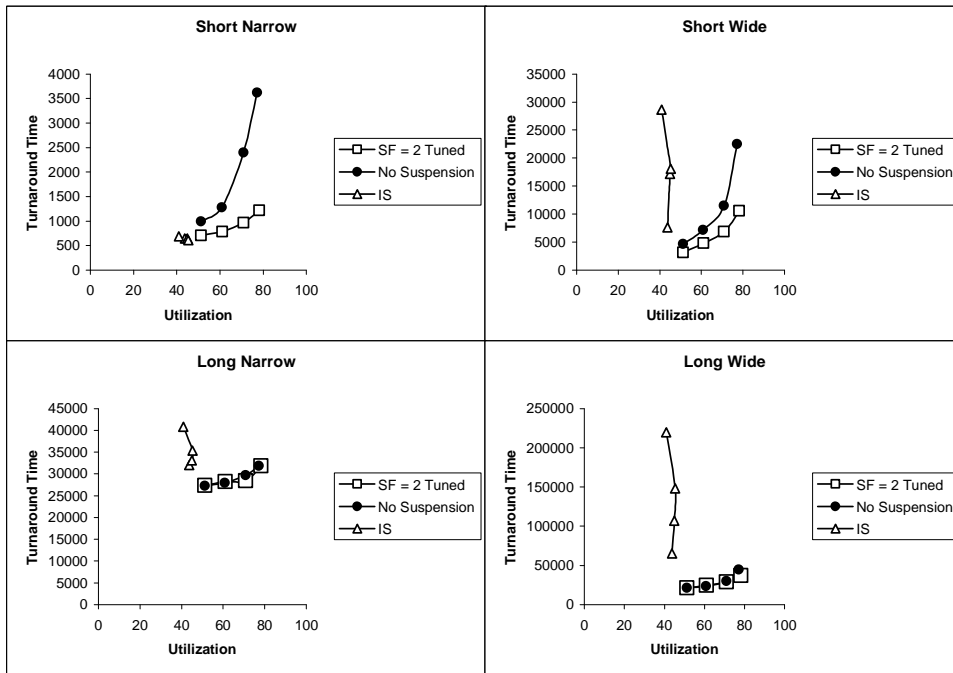 Short Narrow
Turnaround Time
4000
3500
3000
2500
2000
1500
1000
500
0
0 20 40 60 80 100
Utilization
SF = 2 Tuned
No Suspension
IS
Short Wide
Turnaround Time
35000
30000
25000
20000
15000
10000
5000
0
0 20 40 60 80 100
Utilization
SF = 2 Tuned
No Suspension
IS
Long Narrow
Turnaround Time
45000
40000
35000
30000
25000
20000
15000
10000
5000
0
0 20 40 60 80 100
Utilization
SF = 2 Tuned
No Suspension
IS
Long Wide
Turnaround Time
250000
200000
150000
100000
50000
0
0 20 40 60 80 100
Utilization
SF = 2 Tuned
No Suspension
IS